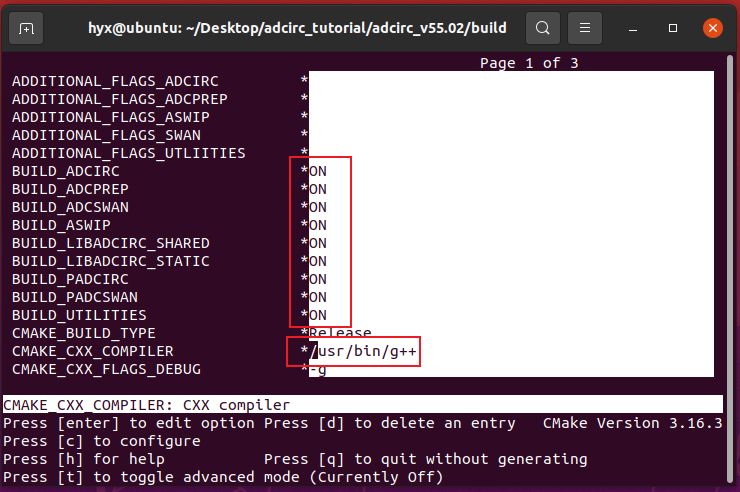 hyx@ubuntu: ~/Desktop/adcirc_tutorial/adcirc_v55.02/build
Page 1 of 3
ADDITIONAL_FLAGS_ADCIRC *
ADDITIONAL_FLAGS_ADCPREP *
ADDITIONAL_FLAGS_ASWIP *
ADDITIONAL_FLAGS_SWAN *
ADDITIONAL_FLAGS_UTLIITIES *
BUILD_ADCIRC *ON
BUILD_ADCPREP *ON
BUILD_ADCSWAN *ON
BUILD_ASWIP *ON
BUILD_LIBADCIRC_SHARED *ON
BUILD_LIBADCIRC_STATIC *ON
BUILD_PADCIRC *ON
BUILD_PADCSWAN *ON
BUILD_UTILITIES *ON
CMAKE_BUILD_TYPE *Release
CMAKE_CXX_COMPILER */usr/bin/g++
CMAKE_CXX_FLAGS_DEBUG *-g
CMAKE_CXX_COMPILER: CXX compiler
Press [enter] to edit option Press [d] to delete an entry CMake Version 3.16.3
Press [c] to configure
Press [h] for help Press [q] to quit without generating
Press [t] to toggle advanced mode (Currently Off)